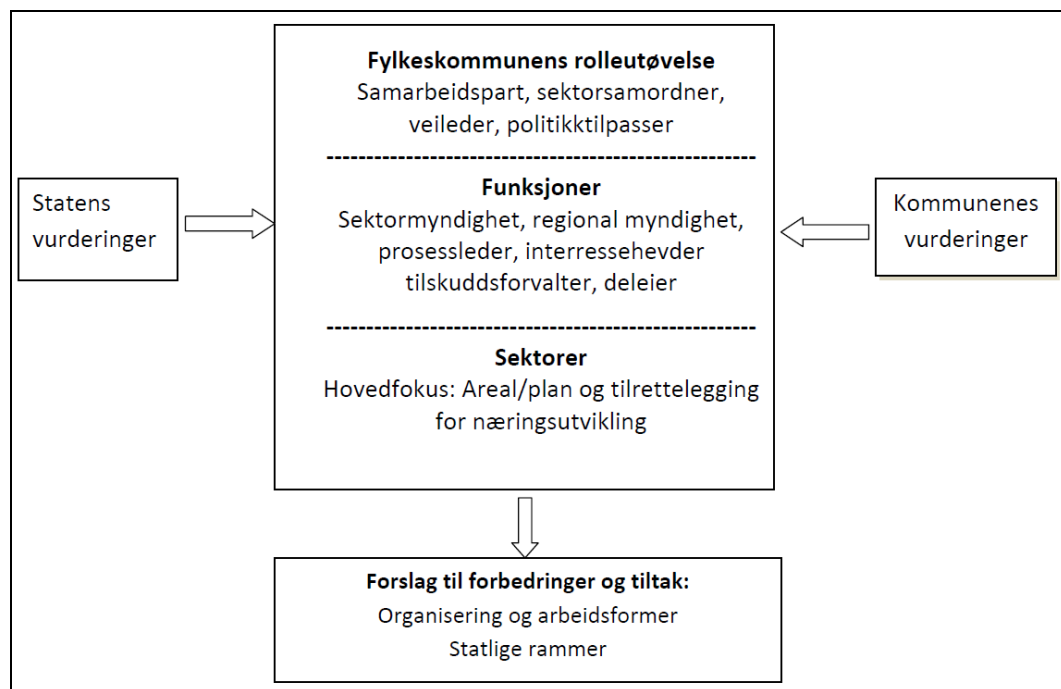 Fylkeskommunens rolleutøvelse
Samarbeidspart, sektorsamordner,
veileder, politikktilpasser
Funksjoner
Sektormyndighet, regional myndighet,
prosessleder, interressehevder
tilskuddsforvalter, deleier
Sektorer
Hovedfokus: Areal/plan og tilrettelegging
for næringsutvikling
Statens
vurderinger
Kommunenes
vurderinger
Forslag til forbedringer og tiltak:
Organisering og arbeidsformer
Statlige rammer